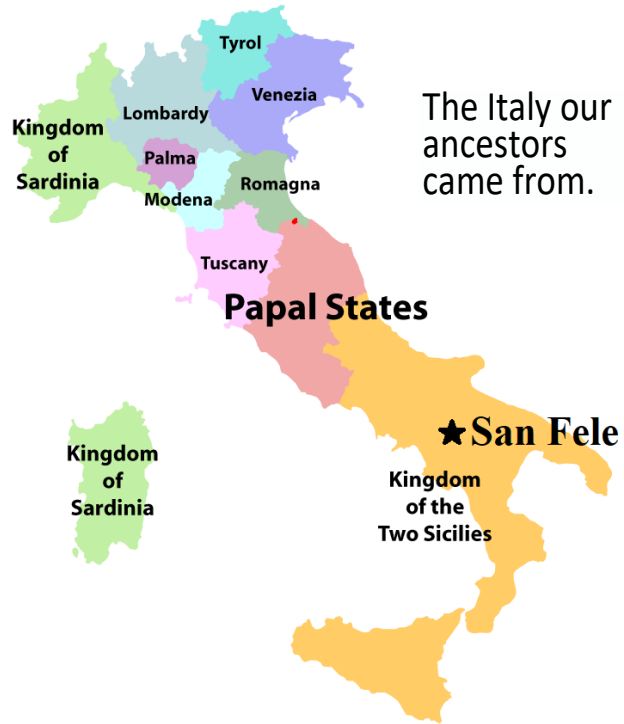 Tyrol
Venezia
The Italy our
ancestors
came from.
Lombardy
Kingdom
of
Sardinia
Palma
Modena
Romagna
Tuscany
Papal States
San Fele
Kingdom
of
Sardinia
Kingdom
of the
Two Sicilies